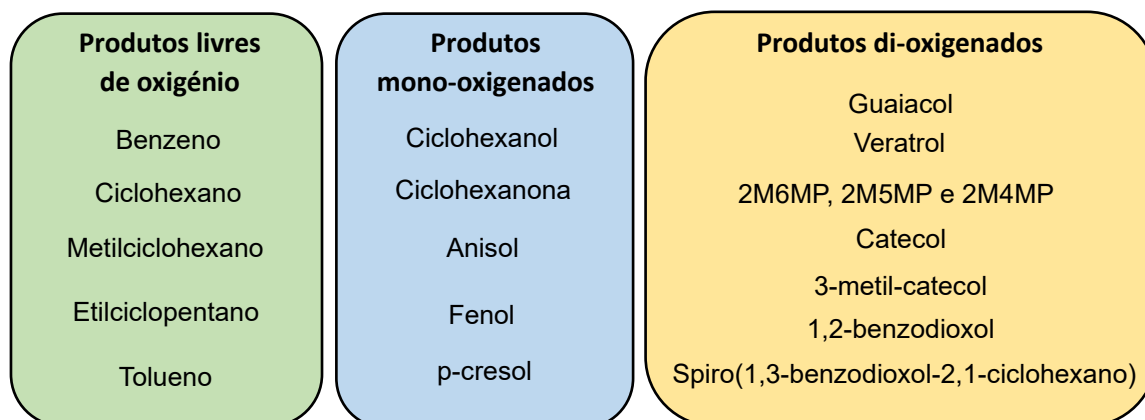 Produtos livres
de oxigénio
Benzeno
Ciclohexano
Metilciclohexano
Etilciclopentano
Tolueno
Produtos
mono-oxigenados
Ciclohexanol
Ciclohexanona
Anisol
Fenol
p-cresol
Produtos di-oxigenados
Guaiacol
Veratrol
2M6MP, 2M5MP e 2M4MP
Catecol
3-metil-catecol
1,2-benzodioxol
Spiro(1,3-benzodioxol-2,1-ciclohexano)